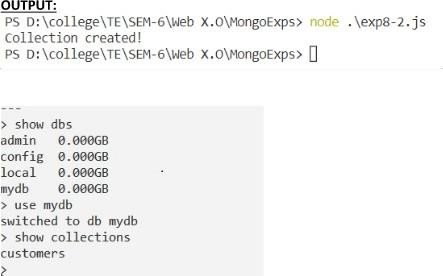 OUTPUT:
PS D:\college\TE\SEM-6\Web X.O\MongoExps> node .\exp8-2.js
Collection created!
PS D:\college\TE\SEM-6\Web X.O\MongoExps>
---
> show dbs
admin 0.000GB
config 0.000GB
local 0.000GB
mydb 0.000GB
> use mydb
switched to db mydb
> show collections
customers
>